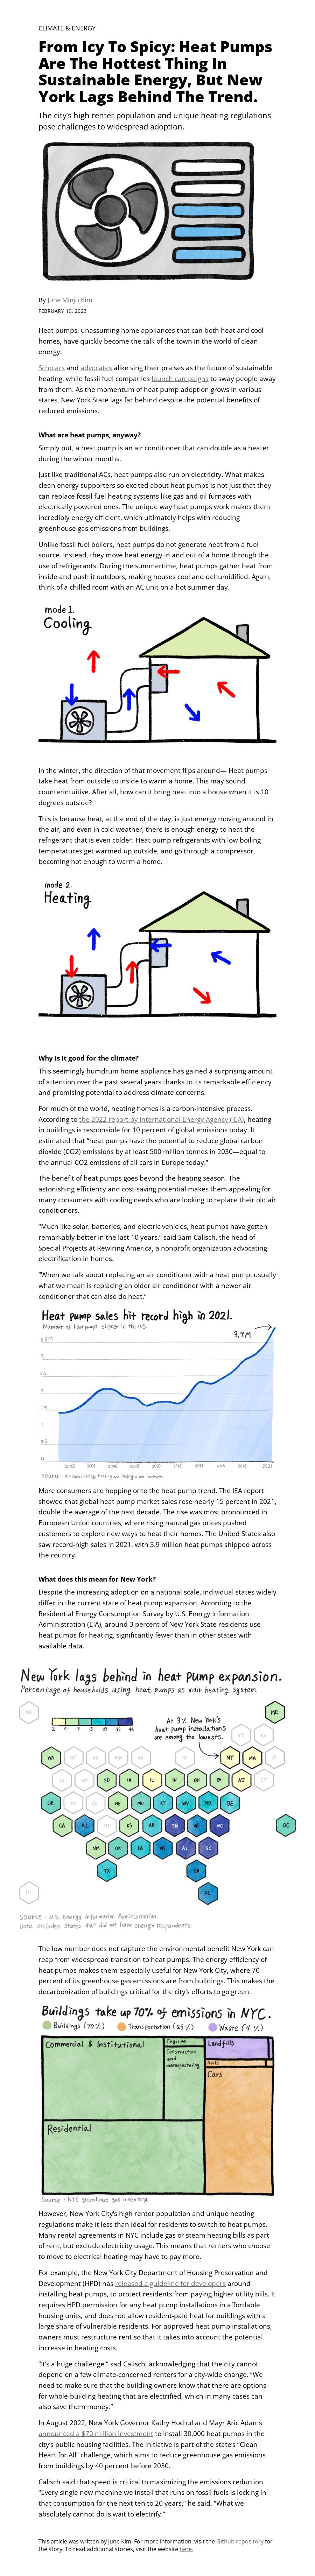 CLIMATE & ENERGY
From Icy To Spicy: Heat Pumps
Are The Hottest Thing In
Sustainable Energy, But New
York Lags Behind The Trend.
The city's high renter population and unique heating regulations
pose challenges to widespread adoption.
By June Minju Kim
FEBRUARY 19, 2023
Heat pumps, unassuming home appliances that can both heat and cool
homes, have quickly become the talk of the town in the world of clean
energy.
Scholars and advocates alike sing their praises as the future of sustainable
heating, while fossil fuel companies launch campaigns to sway people away
from them. As the momentum of heat pump adoption grows in various
states, New York State lags far behind despite the potential benefits of
reduced emissions.
What are heat pumps, anyway?
Simply put, a heat pump is an air conditioner that can double as a heater
during the winter months.
Just like traditional ACs, heat pumps also run on electricity. What makes
clean energy supporters so excited about heat pumps is not just that they
can replace fossil fuel heating systems like gas and oil furnaces with
electrically powered ones. The unique way heat pumps work makes them
incredibly energy efficient, which ultimately helps with reducing
greenhouse gas emissions from buildings.
Unlike fossil fuel boilers, heat pumps do not generate heat from a fuel
source. Instead, they move heat energy in and out of a home through the
use of refrigerants. During the summertime, heat pumps gather heat from
inside and push it outdoors, making houses cool and dehumidified. Again,
think of a chilled room with an AC unit on a hot summer day.
mode 1.
Cooling
In the winter, the direction of that movement flips around— Heat pumps
take heat from outside to inside to warm a home. This may sound
counterintuitive. After all, how can it bring heat into a house when it is 10
degrees outside?
This is because heat, at the end of the day, is just energy moving around in
the air, and even in cold weather, there is enough energy to heat the
refrigerant that is even colder. Heat pump refrigerants with low boiling
temperatures get warmed up outside, and go through a compressor,
becoming hot enough to warm a home.
mode 2.
Heating
Why is it good for the climate?
This seemingly humdrum home appliance has gained a surprising amount
of attention over the past several years thanks to its remarkable efficiency
and promising potential to address climate concerns.
For much of the world, heating homes is a carbon-intensive process.
According to the 2022 report by International Energy Agency (IEA), heating
in buildings is responsible for 10 percent of global emissions today. It
estimated that "heat pumps have the potential to reduce global carbon
dioxide (CO2) emissions by at least 500 million tonnes in 2030—equal to
the annual CO2 emissions of all cars in Europe today."
The benefit of heat pumps goes beyond the heating season. The
astonishing efficiency and cost-saving potential makes them appealing for
many consumers with cooling needs who are looking to replace their old air
conditioners.
"Much like solar, batteries, and electric vehicles, heat pumps have gotten
remarkably better in the last 10 years," said Sam Calisch, the head of
Special Projects at Rewiring America, a nonprofit organization advocating
electrification in homes.
"When we talk about replacing an air conditioner with a heat pump, usually
what we mean is replacing an older air conditioner with a newer air
conditioner that can also do heat."
Heat pump sales hit record high in 2021.
Number of heat pumps shipped in the U.S.
3.9M
3.5M
3
2.5
2
1.5
1
0.5
0
2002 2004 2006 2008 2010 2012 2014 2016 2018 2021
SOURCE : Air conditioning, Heating and Refrigeration Institute
More consumers are hopping onto the heat pump trend. The IEA report
showed that global heat pump market sales rose nearly 15 percent in 2021,
double the average of the past decade. The rise was most pronounced in
European Union countries, where rising natural gas prices pushed
customers to explore new ways to heat their homes. The United States also
saw record-high sales in 2021, with 3.9 million heat pumps shipped across
the country.
What does this mean for New York?
Despite the increasing adoption on a national scale, individual states widely
differ in the current state of heat pump expansion. According to the
Residential Energy Consumption Survey by U.S. Energy Information
Administration (EIA), around 3 percent of New York State residents use
heat pumps for heating, significantly fewer than in other states with
available data.
New York lags behind in heat pump expansion.
Percentage of households using heat pumps as main heating system.
AK ME
At 3% New York's
heat pump installations
are among the lowests.
VT NH
WA MT ND MN WI MI NY MA RI
ID WY SD IA IL IN OH PA NJ CT
OR NV CO NE MO KY WV MD DE
CA AZ UT KS AR TN VA NC DC
NM OK LA MS AL SC
TX GA
HI FL
Source : U.S. Energy Information Administration.
Data excludes states that did not have enough respondents.
The low number does not capture the environmental benefit New York can
reap from widespread transition to heat pumps. The energy efficiency of
heat pumps makes them especially useful for New York City, where 70
percent of its greenhouse gas emissions are from buildings. This makes the
decarbonization of buildings critical for the city's efforts to go green.
Buildings take up 70% of emissions in NYC.
Buildings (70%) Transportation (25%) Waste (4%)
Commercial & Institutional
Fugitive
Construction
and
manufacturing
Landfills
Cars
Residential
Source : NYC greenhouse gas Inventory
However, New York City's high renter population and unique heating
regulations make it less than ideal for residents to switch to heat pumps.
Many rental agreements in NYC include gas or steam heating bills as part
of rent, but exclude electricity usage. This means that renters who choose
to move to electrical heating may have to pay more.
For example, the New York City Department of Housing Preservation and
Development (HPD) has released a guideline for developers around
installing heat pumps, to protect residents from paying higher utility bills. It
requires HPD permission for any heat pump installations in affordable
housing units, and does not allow resident-paid heat for buildings with a
large share of vulnerable residents. For approved heat pump installations,
owners must restructure rent so that it takes into account the potential
increase in heating costs.
"It's a huge challenge." sad Calisch, acknowledging that the city cannot
depend on a few climate-concerned renters for a city-wide change. "We
need to make sure that the building owners know that there are options
for whole-building heating that are electrified, which in many cases can
also save them money."
In August 2022, New York Governor Kathy Hochul and Mayr Aric Adams
announced a $70 million investment to install 30,000 heat pumps in the
city's public housing facilities. The initiative is part of the state's "Clean
Heart for All" challenge, which aims to reduce greenhouse gas emissions
from buildings by 40 percent before 2030.
Calisch said that speed is critical to maximizing the emissions reduction.
"Every single new machine we install that runs on fossil fuels is locking in
that consumption for the next ten to 20 years," he said. "What we
absolutely cannot do is wait to electrify."
This article was written by June Kim. For more information, visit the Github repository for
the story. To read additional stories, visit the website here.